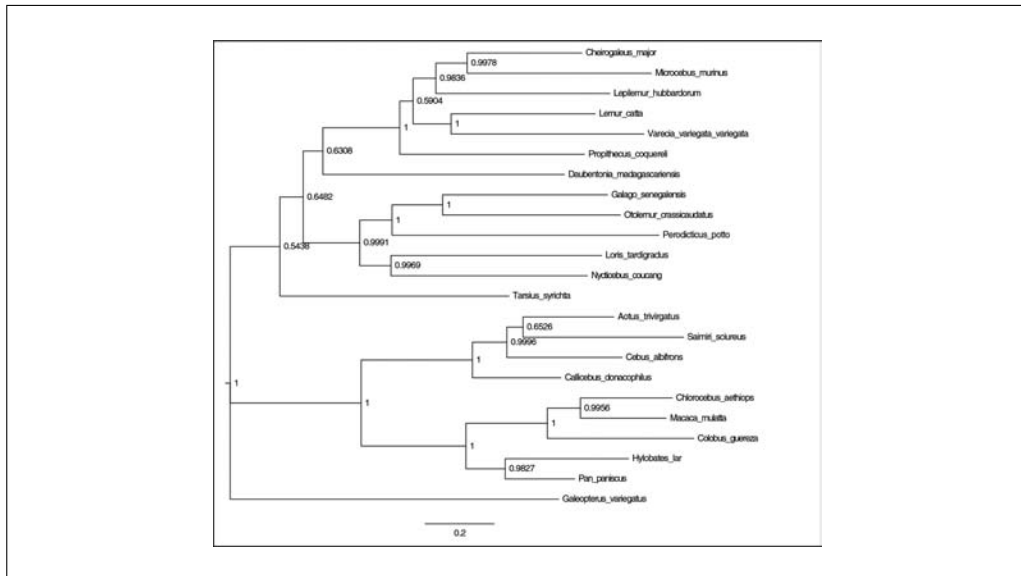 Cheirogaleus_major
0.9978
Microcebus_murinus
0.9836
Lepilemur_hubbardorum
0.5904
Lemur_catta
1
1
Varecia_variegata_variegata
Propithecus_coquereli
0.6308
Daubentonia_madagascariensis
Galago_senegalensis
0.6482
1
Otolemur_crassicaudatus
1
Perodicticus_potto
0.9991
0.5438
Loris_tardigradus
0.9969
Nycticebus_coucang
Tarsius_syrichta
Aotus_trivirgatus
0.6526
Saimiri_sciureus
0.9996
Cebus_albifrons
1
Callicebus_donacophilus
1
Chlorocebus_aethiops
1
0.9956
Macaca_mulatta
1
Colobus_guereza
1
Hylobates_lar
0.9827
Pan_paniscus
Galeopterus_variegatus
0.2